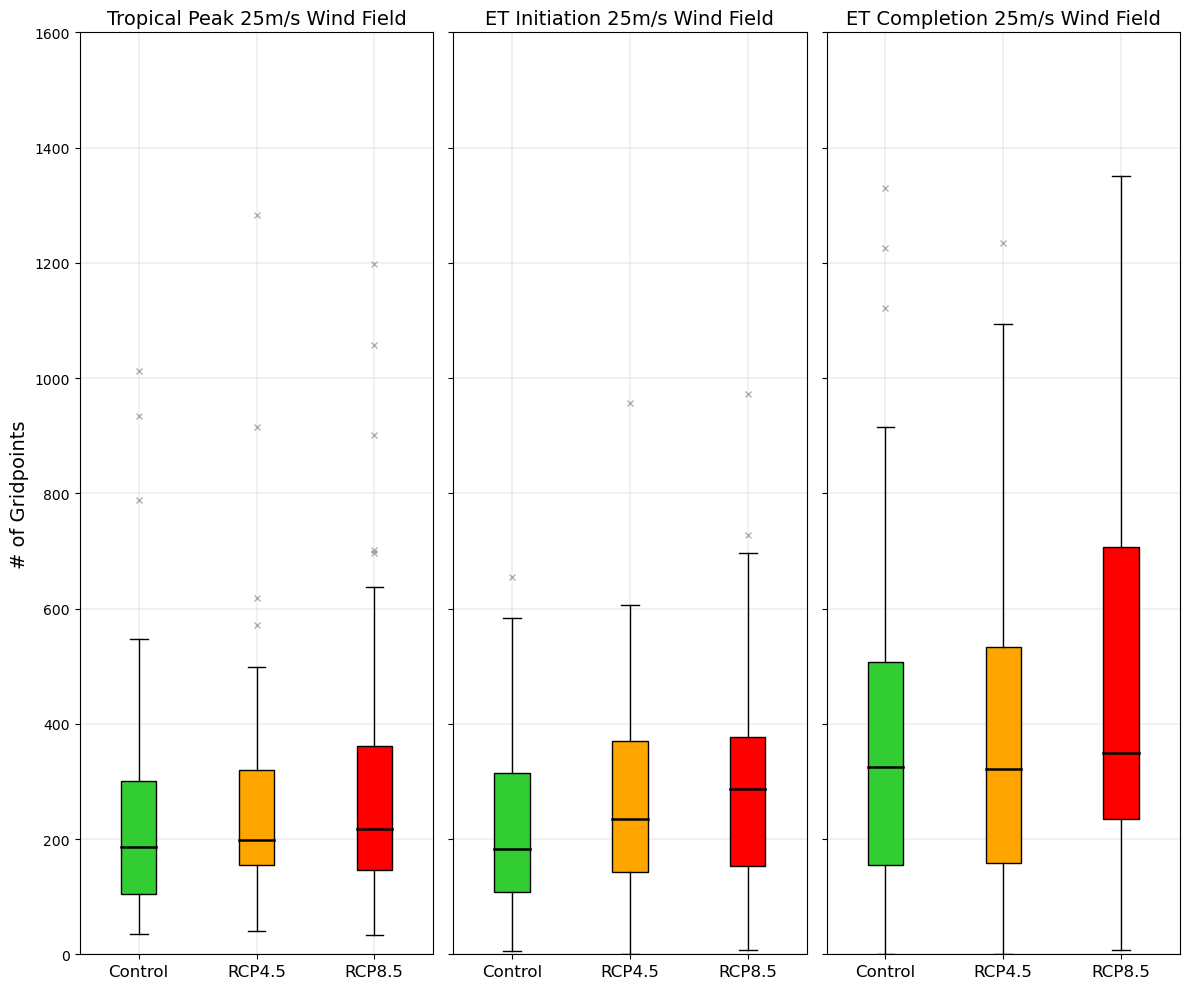 Tropical Peak 25m/s Wind Field
ET Initiation 25m/s Wind Field
ET Completion 25m/s Wind Field
# of Gridpoints
1600
1400
1200
1000
800
600
400
200
0
Control RCP4.5 RCP8.5
Control RCP4.5 RCP8.5
Control RCP4.5 RCP8.5